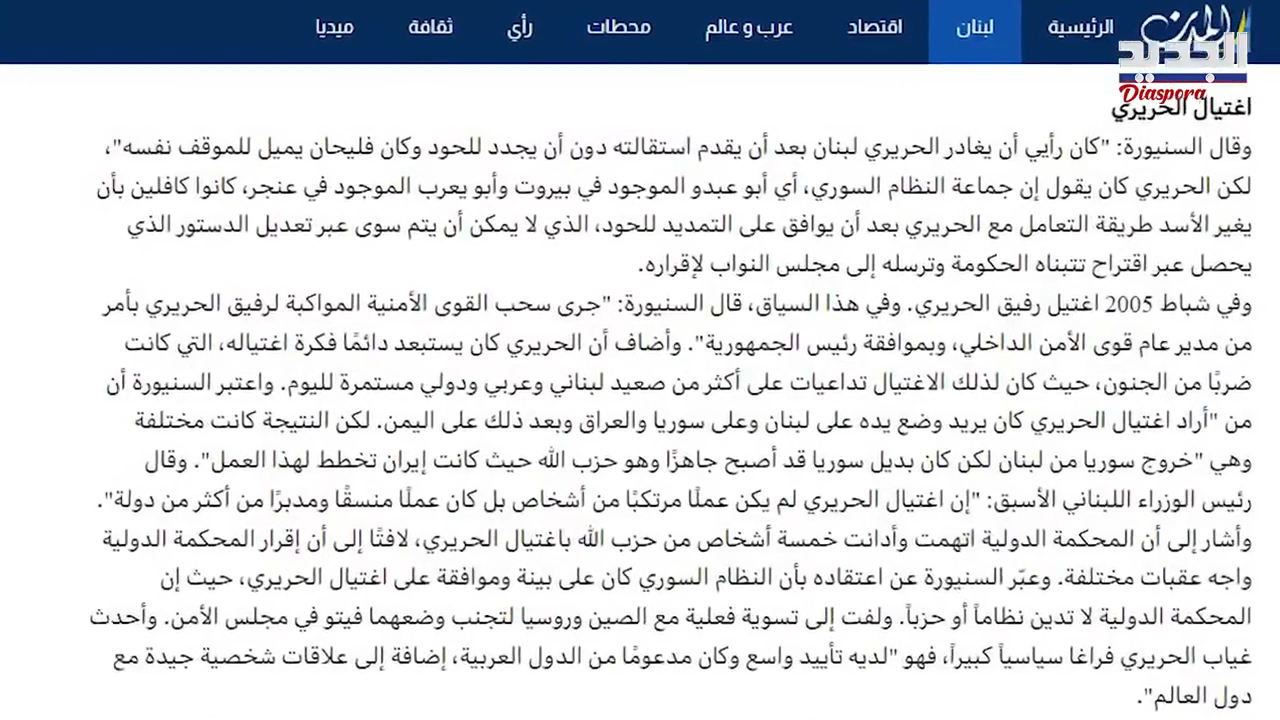 الرئيسية لبنان اقتصاد عرب و عالم محطات رأي ثقافة ميديا
المدن
الجديد
Diaspora
اغتيال الحريري
وقال السنيورة: "كان رأيي أن يغادر الحريري لبنان بعد أن يقدم استقالته دون أن يجدد للحود وكان فليحان يميل للموقف نفسه"،
لكن الحريري كان يقول إن جماعة النظام السوري، أي أبو عبدو الموجود في بيروت وأبو يعرب الموجود في عنجر، كانوا كافلين بأن
يغير الأسد طريقة التعامل مع الحريري بعد أن يوافق على التمديد للحود، الذي لا يمكن أن يتم سوى عبر تعديل الدستور الذي
يحصل عبر اقتراح تتبناه الحكومة وترسله إلى مجلس النواب لإقراره.
وفي شباط 2005 اغتيل رفيق الحريري. وفي هذا السياق، قال السنيورة: "جرى سحب القوى الأمنية المواكبة لرفيق الحريري بأمر
من مدير عام قوى الأمن الداخلي، وبموافقة رئيس الجمهورية". وأضاف أن الحريري كان يستبعد دائمًا فكرة اغتياله، التي كانت
ضربًا من الجنون، حيث كان لذلك الاغتيال تداعيات على أكثر من صعيد لبناني وعربي ودولي مستمرة لليوم. واعتبر السنيورة أن
من "أراد اغتيال الحريري كان يريد وضع يده على لبنان وعلى سوريا والعراق وبعد ذلك على اليمن. لكن النتيجة كانت مختلفة
وهي "خروج سوريا من لبنان لكن كان بديل سوريا قد أصبح جاهزًا وهو حزب الله حيث كانت إيران تخطط لهذا العمل". وقال
رئيس الوزراء اللبناني الأسبق: "إن اغتيال الحريري لم يكن عملًا مرتكبًا من أشخاص بل كان عملًا منسقًا ومدبرًا من أكثر من دولة".
وأشار إلى أن المحكمة الدولية اتهمت وأدانت خمسة أشخاص من حزب الله باغتيال الحريري، لافتًا إلى أن إقرار المحكمة الدولية
واجه عقبات مختلفة. وعبّر السنيورة عن اعتقاده بأن النظام السوري كان على بينة وموافقة على اغتيال الحريري، حيث إن
المحكمة الدولية لا تدين نظاماً أو حزباً. ولفت إلى تسوية فعلية مع الصين وروسيا لتجنب وضعهما فيتو في مجلس الأمن. وأحدث
غياب الحريري فراغا سياسياً كبيراً، فهو "لديه تأييد واسع وكان مدعومًا من الدول العربية، إضافة إلى علاقات شخصية جيدة مع
دول العالم".